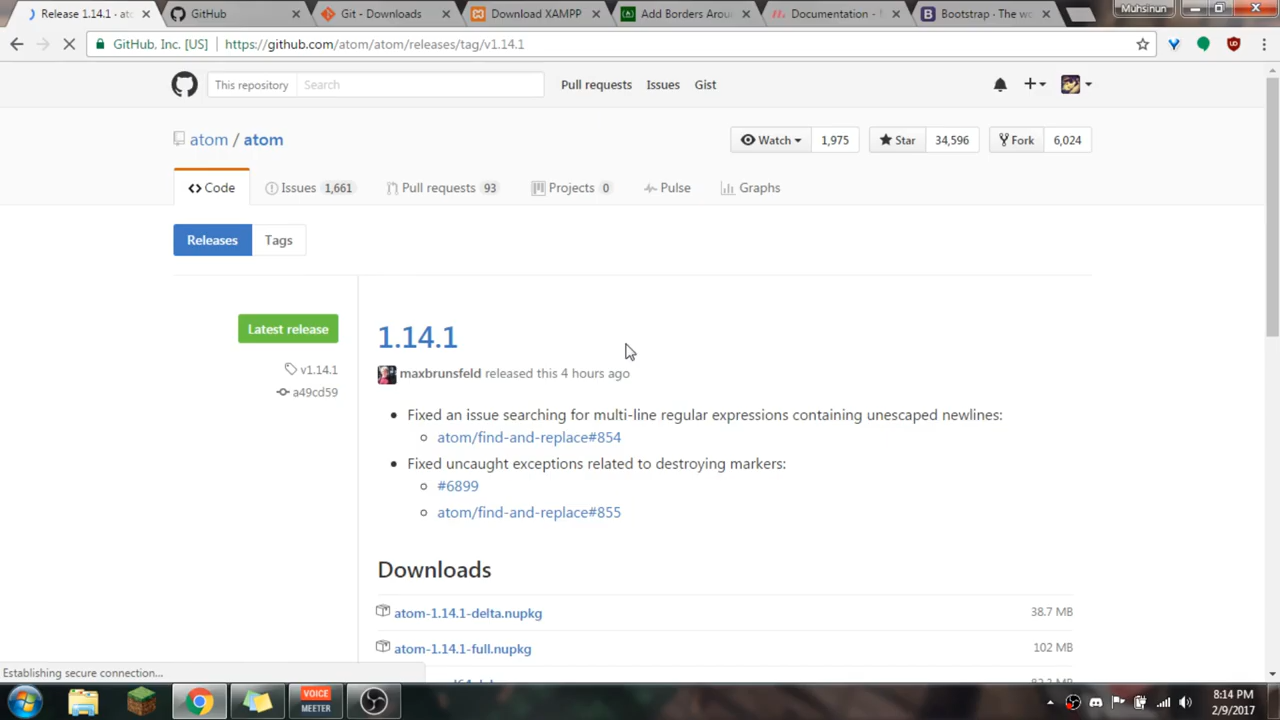 Release 1.14.1 · ato
GitHub
Git - Downloads
Download XAMPP
Add Borders Arou
Documentation -
Bootstrap · The wo
Muhsinun
GitHub, Inc. [US]
https://github.com/atom/atom/releases/tag/v1.14.1
This repository
Search
Pull requests
Issues
Gist
atom / atom
Watch
1,975
Star
34,596
Fork
6,024
Code
Issues 1,661
Pull requests 93
Projects 0
Pulse
Graphs
Releases
Tags
Latest release
v1.14.1
a49cd59
1.14.1
maxbrunsfeld released this 4 hours ago
Fixed an issue searching for multi-line regular expressions containing unescaped newlines:
atom/find-and-replace#854
Fixed uncaught exceptions related to destroying markers:
#6899
atom/find-and-replace#855
Downloads
atom-1.14.1-delta.nupkg
38.7 MB
atom-1.14.1-full.nupkg
102 MB
Establishing secure connection...
VOICE
MEETER
8:14 PM
2/9/2017